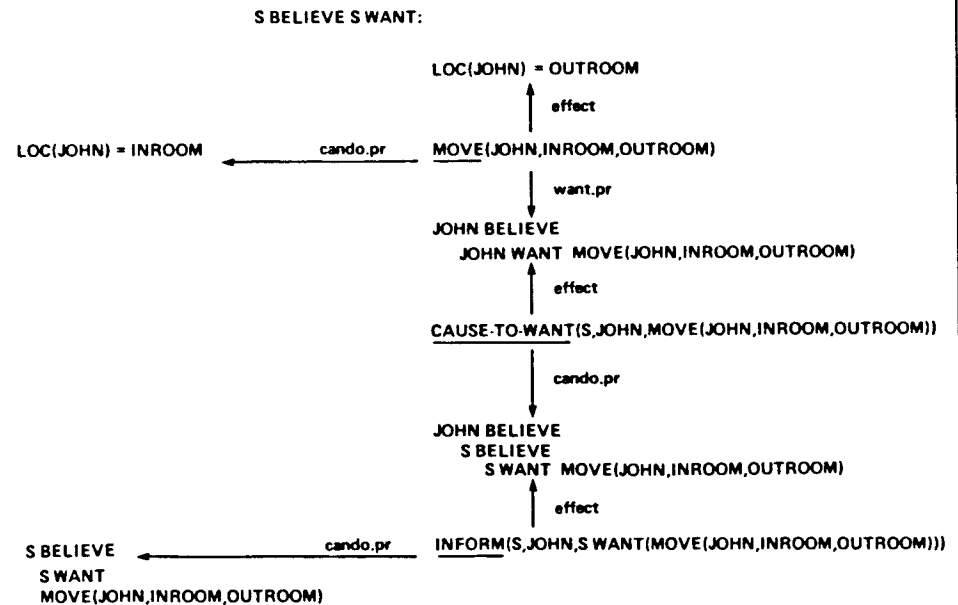 S BELIEVE S WANT:
LOC(JOHN) = OUTROOM
effect
LOC(JOHN) = INROOM
cando.pr
MOVE(JOHN,INROOM,OUTROOM)
want.pr
JOHN BELIEVE
JOHN WANT MOVE(JOHN,INROOM,OUTROOM)
effect
CAUSE-TO-WANT(S,JOHN,MOVE(JOHN,INROOM,OUTROOM))
cando.pr
JOHN BELIEVE
S BELIEVE
S WANT MOVE(JOHN,INROOM,OUTROOM)
effect
S BELIEVE
S WANT
MOVE(JOHN,INROOM,OUTROOM)
cando.pr
INFORM(S,JOHN,S WANT(MOVE(JOHN,INROOM,OUTROOM)))